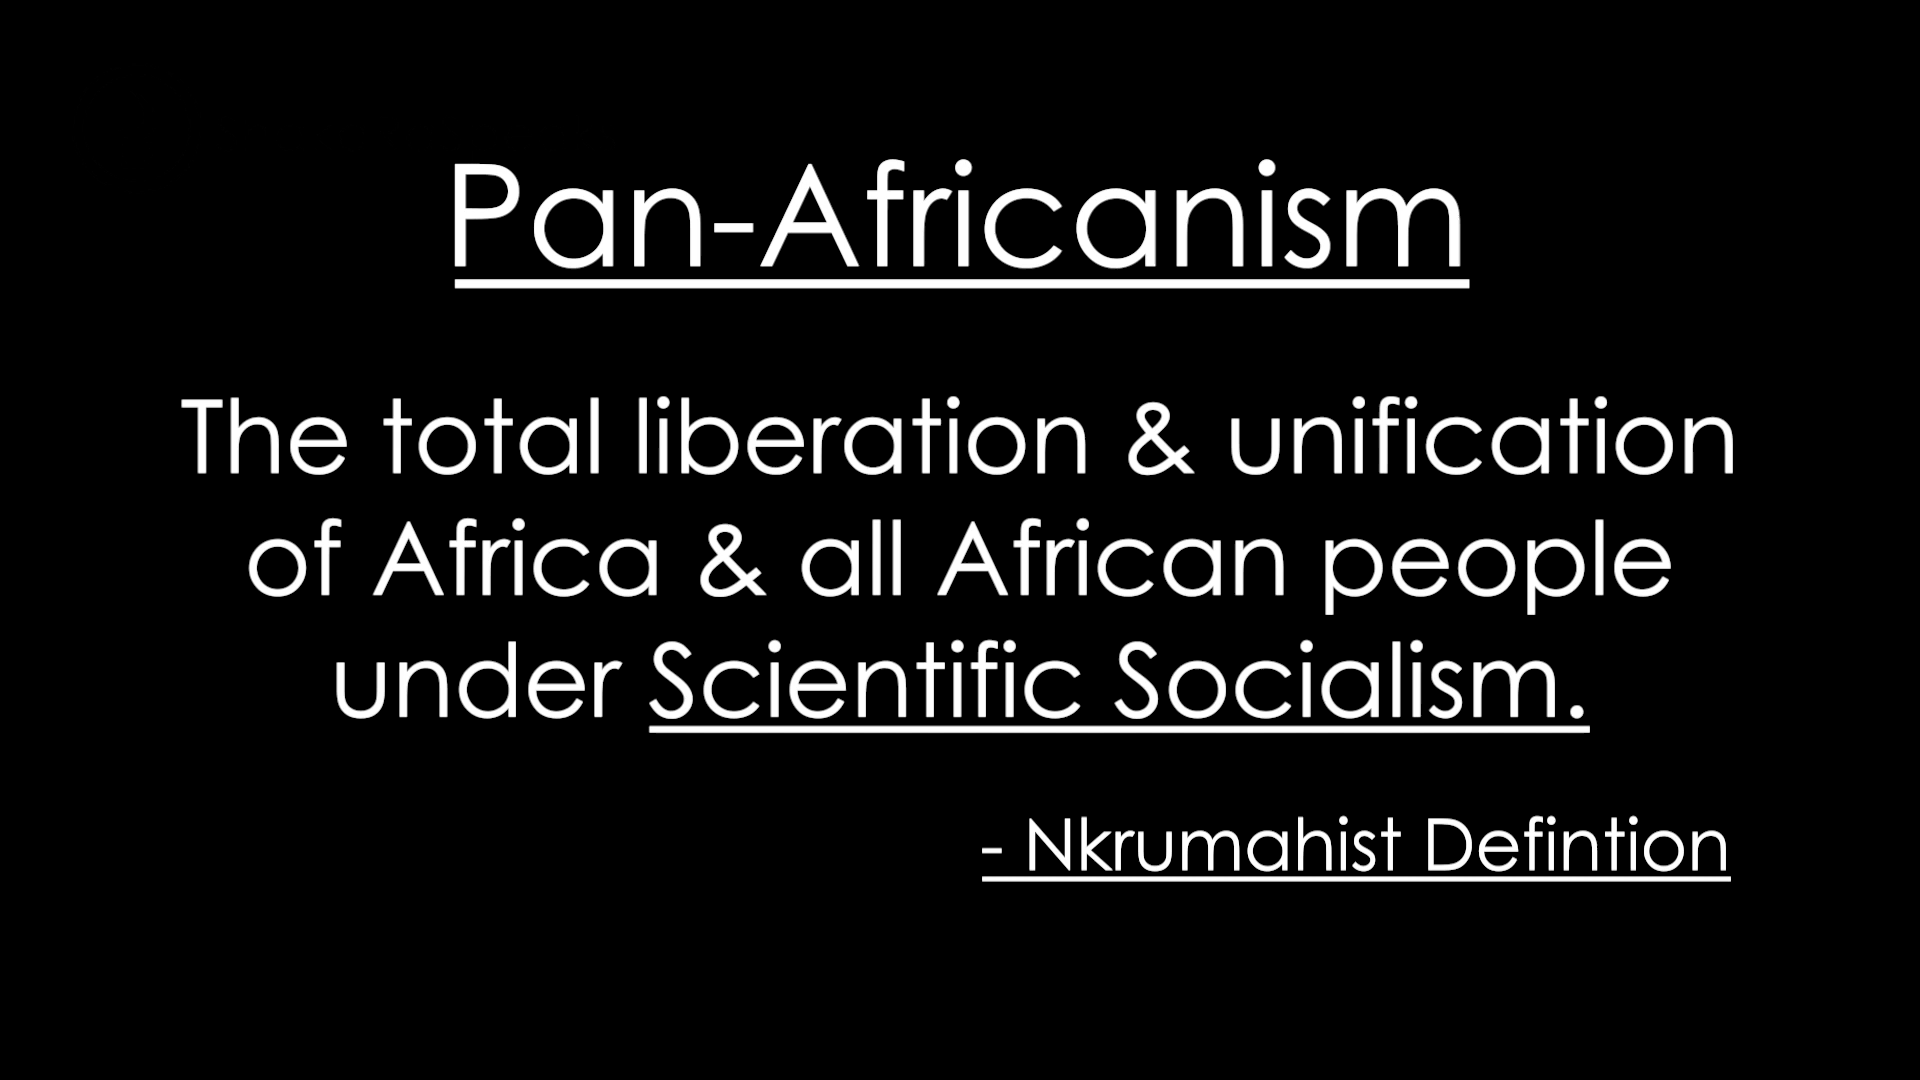 Pan-Africanism
The total liberation & unification
of Africa & all African people
under Scientific Socialism.
- Nkrumahist Defintion